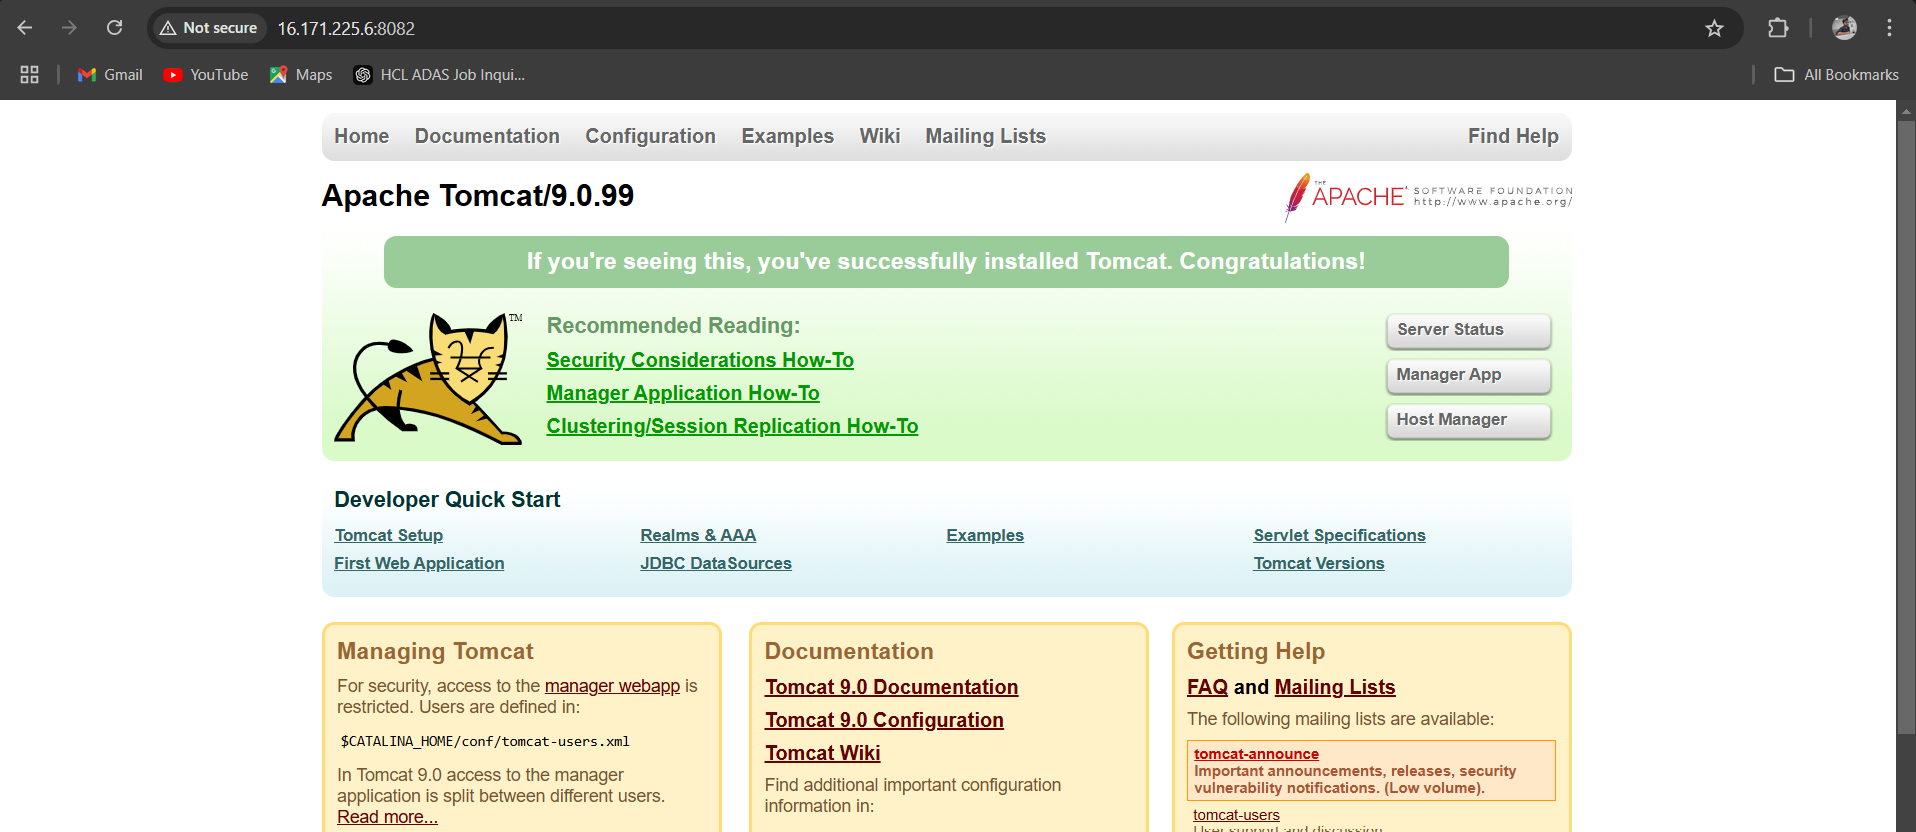 Not secure
16.171.225.6:8082
Gmail
YouTube
Maps
HCL ADAS Job Inqui...
All Bookmarks
Home
Documentation
Configuration
Examples
Wiki
Mailing Lists
Find Help
Apache Tomcat/9.0.99
THE
APACHE
SOFTWARE FOUNDATION
http://www.apache.org/
If you're seeing this, you've successfully installed Tomcat. Congratulations!
TM
Recommended Reading:
Security Considerations How-To
Manager Application How-To
Clustering/Session Replication How-To
Server Status
Manager App
Host Manager
Developer Quick Start
Tomcat Setup
First Web Application
Realms & AAA
JDBC DataSources
Examples
Servlet Specifications
Tomcat Versions
Managing Tomcat
For security, access to the manager webapp is
restricted. Users are defined in:
$CATALINA_HOME/conf/tomcat-users.xml
In Tomcat 9.0 access to the manager
application is split between different users.
Read more...
Documentation
Tomcat 9.0 Documentation
Tomcat 9.0 Configuration
Tomcat Wiki
Find additional important configuration
information in:
Getting Help
FAQ and Mailing Lists
The following mailing lists are available:
tomcat-announce
Important announcements, releases, security
vulnerability notifications. (Low volume).
tomcat-users
User support and discussion